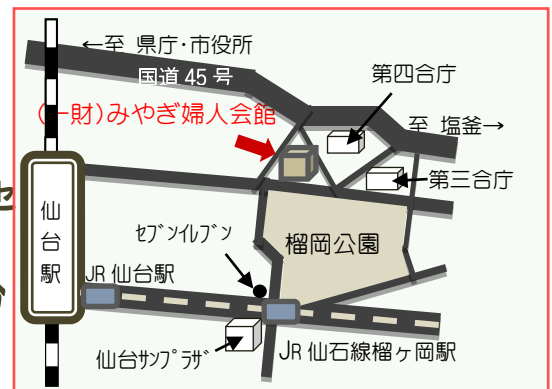 ←至 県庁・市役所
国道 45 号
第四合庁
(一財)みやぎ婦人会館
至 塩釜→
第三合庁
セ
仙台駅
ｾﾌﾞﾝｲﾚﾌﾞﾝ
榴岡公園
JR 仙台駅
仙台ｻﾝﾌﾟﾗｻﾞ
JR 仙石線榴ヶ岡駅